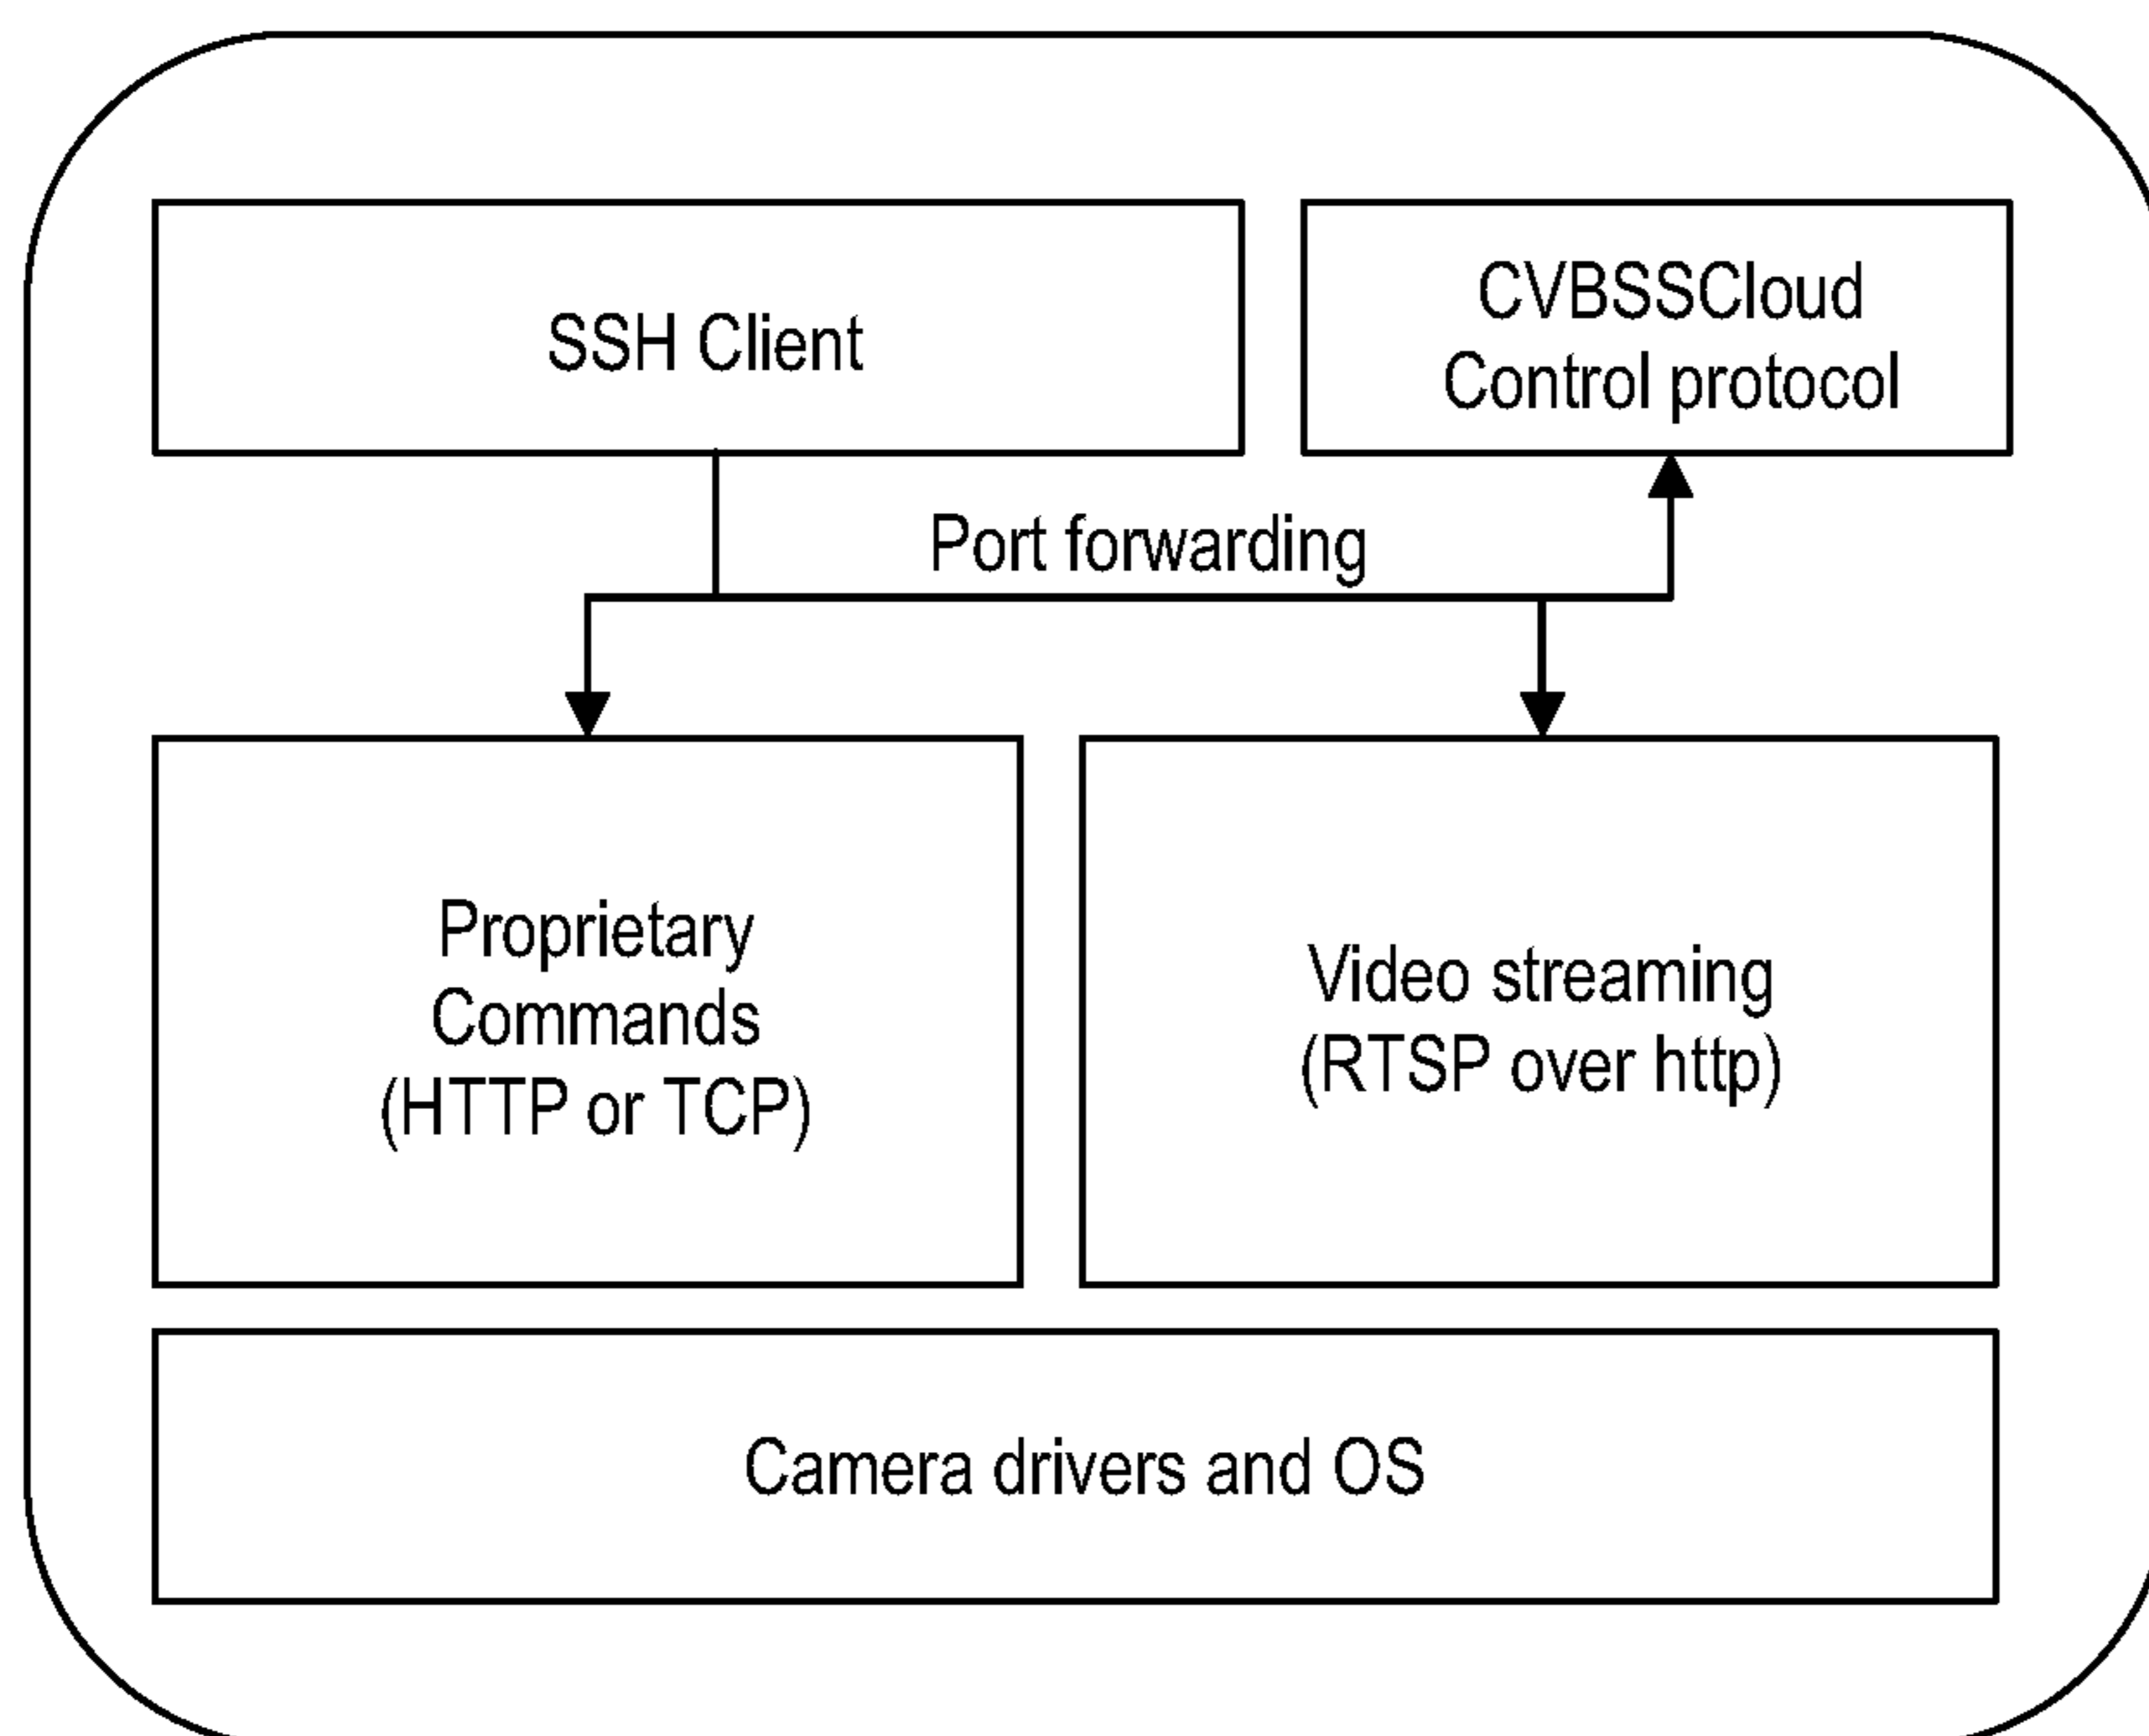 SSH Client
CVBSSCloud
Control protocol
Port forwarding
Proprietary
Commands
(HTTP or TCP)
Video streaming
(RTSP over http)
Camera drivers and OS